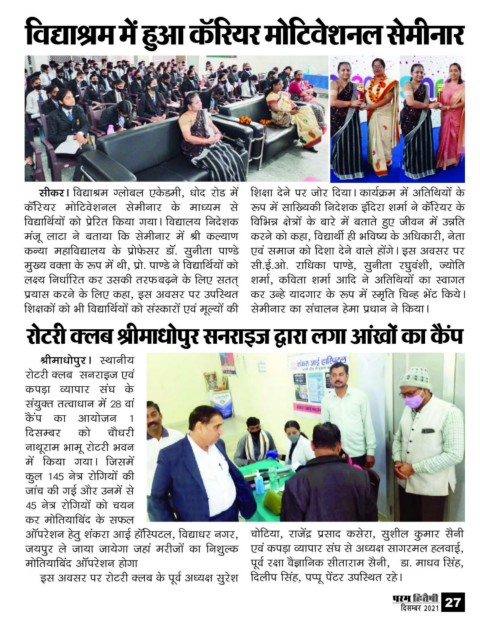 विद्याश्रम में हुआ कॅरियर मोटिवेशनल सेमीनार
सीकर। विद्याश्रम ग्लोबल एकेडमी, धोद रोड में
कॅरियर मोटिवेशनल सेमीनार के माध्यम से
विद्यार्थियों को प्रेरित किया गया। विद्यालय निदेशक
मंजू लाटा ने बताया कि सेमीनार में श्री कल्याण
कन्या महाविद्यालय के प्रोफेसर डॅा. सुनीता पाण्डे
मुख्य वक्ता के रूप में थी, प्रो. पाण्डे ने विद्यार्थियों को
लक्ष्य निर्धारित कर उसकी तरफबढ़ने के लिए सतत्
प्रयास करने के लिए कहा, इस अवसर पर उपस्थित
शिक्षकों को भी विद्यार्थियों को संस्कारों एवं मूल्यों की
शिक्षा देने पर जोर दिया। कार्यक्रम में अतिथियों के
रूप में साख्यिकी निदेशक इंदिरा शर्मा ने कॅरियर के
विभिन्न क्षेत्रों के बारे में बताते हुए जीवन में उन्नति
करने को कहा, विद्यार्थी ही भविष्य के अधिकारी, नेता
एवं समाज को दिशा देने वाले होंगे। इस अवसर पर
सी.ई.ओ. राधिका पाण्डे, सुनीता रघुवंशी, ज्योति
शर्मा, कविता शर्मा आदि ने अतिथियों का स्वागत
कर उन्हे यादगार के रूप में स्मृति चिन्ह भेंट किये।
सेमीनार का संचालन हेमा प्रधान ने किया।
रोटरी क्लब श्रीमाधोपुर सनराइज द्वारा लगा आंखों का कैंप
श्रीमाधोपुर। स्थानीय
रोटरी क्लब सनराइज एवं
कपड़ा व्यापार संघ के
संयुक्त तत्वाधान में 28 वां
कैंप का आयोजन 1
दिसम्बर को चौधरी
नाथूराम भामू रोटरी भवन
में किया गया। जिसमें
कुल 145 नेत्र रोगियों की
जांच की गई और उनमें से
45 नेत्र रोगियों को चयन
कर मोतियाबिंद के सफल
ऑपरेशन हेतु शंकरा आई हॉस्पिटल, विद्याधर नगर,
जयपुर ले जाया जायेगा जहां मरीजों का निशुल्क
मोतियाबिंद ऑपरेशन होगा
इस अवसर पर रोटरी क्लब के पूर्व अध्यक्ष सुरेश
चोटिया, राजेंद्र प्रसाद कसेरा, सुशील कुमार सैनी
एवं कपड़ा व्यापार संघ से अध्यक्ष सागरमल हलवाई,
पूर्व रक्षा वैज्ञानिक सीताराम सैनी, डा. माधव सिंह,
दिलीप सिंह, पप्पू पेंटर उपस्थित रहे।
परम हितैषी
दिसम्बर 2021 27